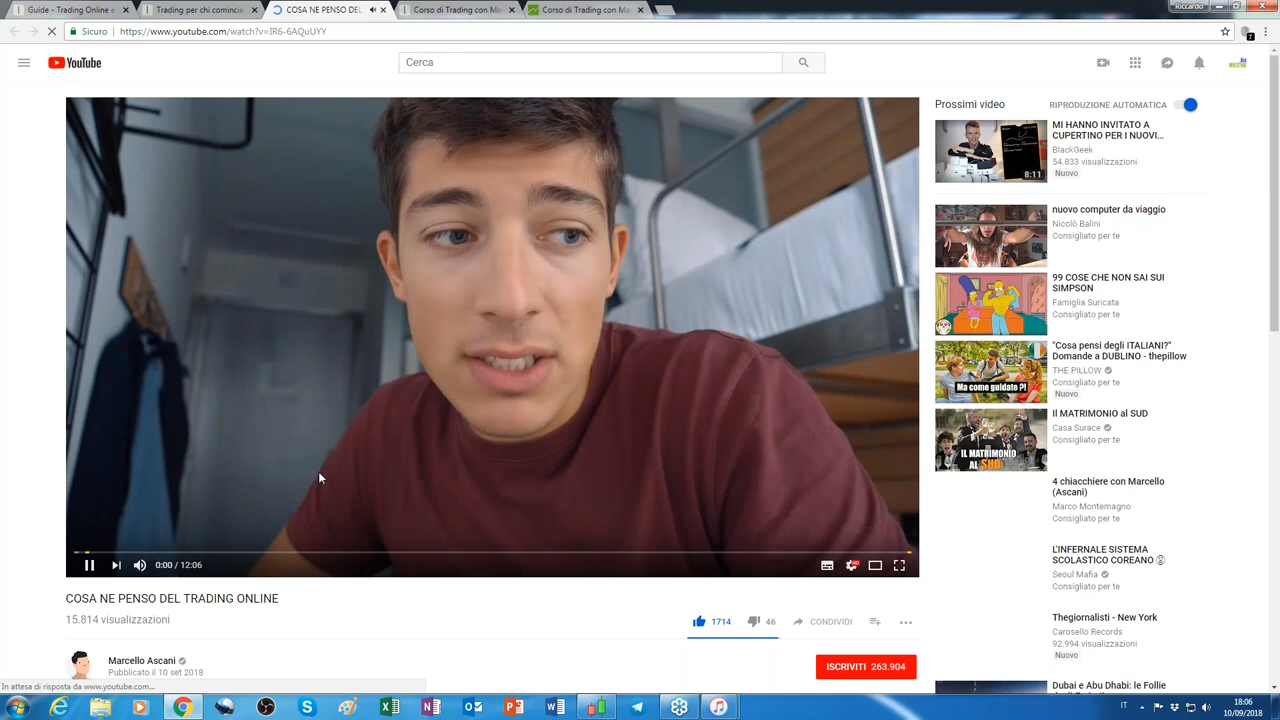 Guide - Trading Online e
Trading per chi comincia
COSA NE PENSO DEL
Corso di Trading con Me
Corso di Trading con Ma
Riccardo
Sicuro
https://www.youtube.com/watch?v=IR6-6AQuUYY
7
YouTube
Cerca
Prossimi video
RIPRODUZIONE AUTOMATICA
MI HANNO INVITATO A
CUPERTINO PER I NUOVI...
BlackGeek
54.833 visualizzazioni
Nuovo
8:11
nuovo computer da viaggio
Nicolò Balini
Consigliato per te
99 COSE CHE NON SAI SUI
SIMPSON
Famiglia Suricata
Consigliato per te
"Cosa pensi degli ITALIANI?"
Domande a DUBLINO - thepillow
THE PILLOW
Consigliato per te
Nuovo
Ma come guidate ?!
Il MATRIMONIO al SUD
Casa Surace
Consigliato per te
IL MATRIMONIO
AL SUD
4 chiacchiere con Marcello
(Ascani)
Marco Montemagno
Consigliato per te
L'INFERNALE SISTEMA
SCOLASTICO COREANO
Seoul Mafia
Consigliato per te
Thegiornalisti - New York
Carosello Records
92.994 visualizzazioni
Nuovo
Dubai e Abu Dhabi: le Follie
0:00 / 12:06
HD
COSA NE PENSO DEL TRADING ONLINE
15.814 visualizzazioni
1714
46
CONDIVIDI
Marcello Ascani
Pubblicato il 10 set 2018
ISCRIVITI 263.904
In attesa di risposta da www.youtube.com...
IT
18:06
10/09/2018